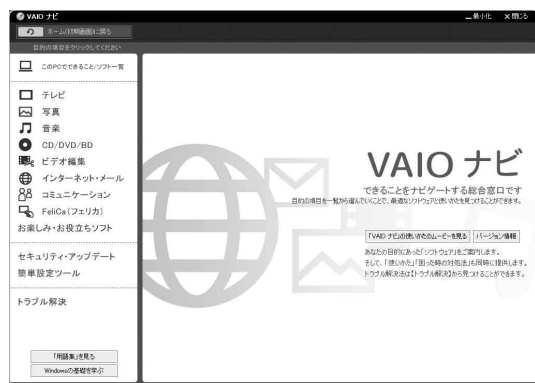 VAIO ナビ
最小化 ×閉じる
ホーム(初期画面)に戻る
目的の項目をクリックしてください
このPCでできること/ソフト一覧
テレビ
写真
音楽
CD/DVD/BD
ビデオ編集
インターネット・メール
コミュニケーション
FeliCa(フェリカ)
お楽しみ・お役立ちソフト
セキュリティ・アップデート
簡単設定ツール
トラブル解決
「用語集」を見る
Windowsの基礎を学ぶ
VAIO ナビ
できることをナビゲートする総合窓口です
目的の項目を一覧から選んでいくことで、最適なソフトウェアと使いかたを見つけることができます。
「VAIO ナビ」の使いかたのムービーを見る バージョン情報
あなたの目的にあった「ソフトウェア」をご案内します。
そして、「使いかた」「困った時の対処法」も同時に提供します。
トラブル解決法は【トラブル解決】から見つけることができます。